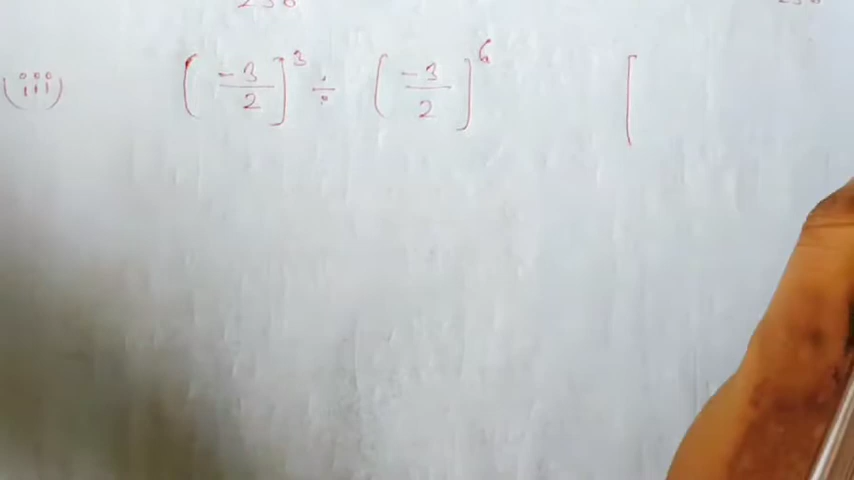 (iii) (-3/2]³ ÷ [-3/2]⁶ [